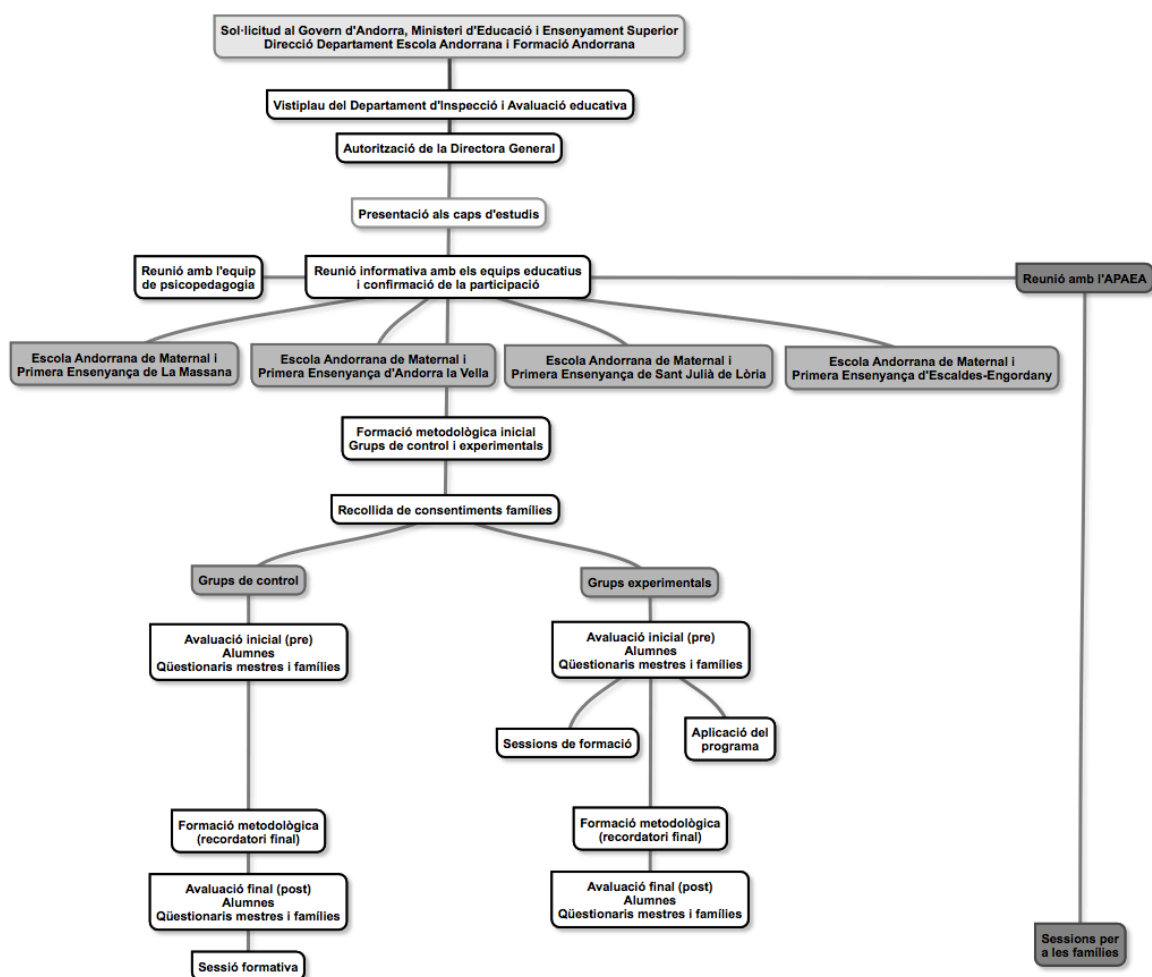 Sol·licitud al Govern d'Andorra, Ministeri d'Educació i Ensenyament Superior
Direcció Departament Escola Andorrana i Formació Andorrana
Vistiplau del Departament d'Inspecció i Avaluació educativa
Autorització de la Directora General
Presentació als caps d'estudis
Reunió amb l'equip
de psicopedagogia
Reunió informativa amb els equips educatius
i confirmació de la participació
Reunió amb l'APAEA
Escola Andorrana de Maternal i
Primera Ensenyança de La Massana
Escola Andorrana de Maternal i
Primera Ensenyança d'Andorra la Vella
Escola Andorrana de Maternal i
Primera Ensenyança de Sant Julià de Lòria
Escola Andorrana de Maternal i
Primera Ensenyança d'Escaldes-Engordany
Formació metodològica inicial
Grups de control i experimentals
Recollida de consentiments famílies
Grups de control
Grups experimentals
Avaluació inicial (pre)
Alumnes
Qüestionaris mestres i famílies
Avaluació inicial (pre)
Alumnes
Qüestionaris mestres i famílies
Sessions de formació
Aplicació del
programa
Formació metodològica
(recordatori final)
Formació metodològica
(recordatori final)
Avaluació final (post)
Alumnes
Qüestionaris mestres i famílies
Avaluació final (post)
Alumnes
Qüestionaris mestres i famílies
Sessió formativa
Sessions per
a les famílies